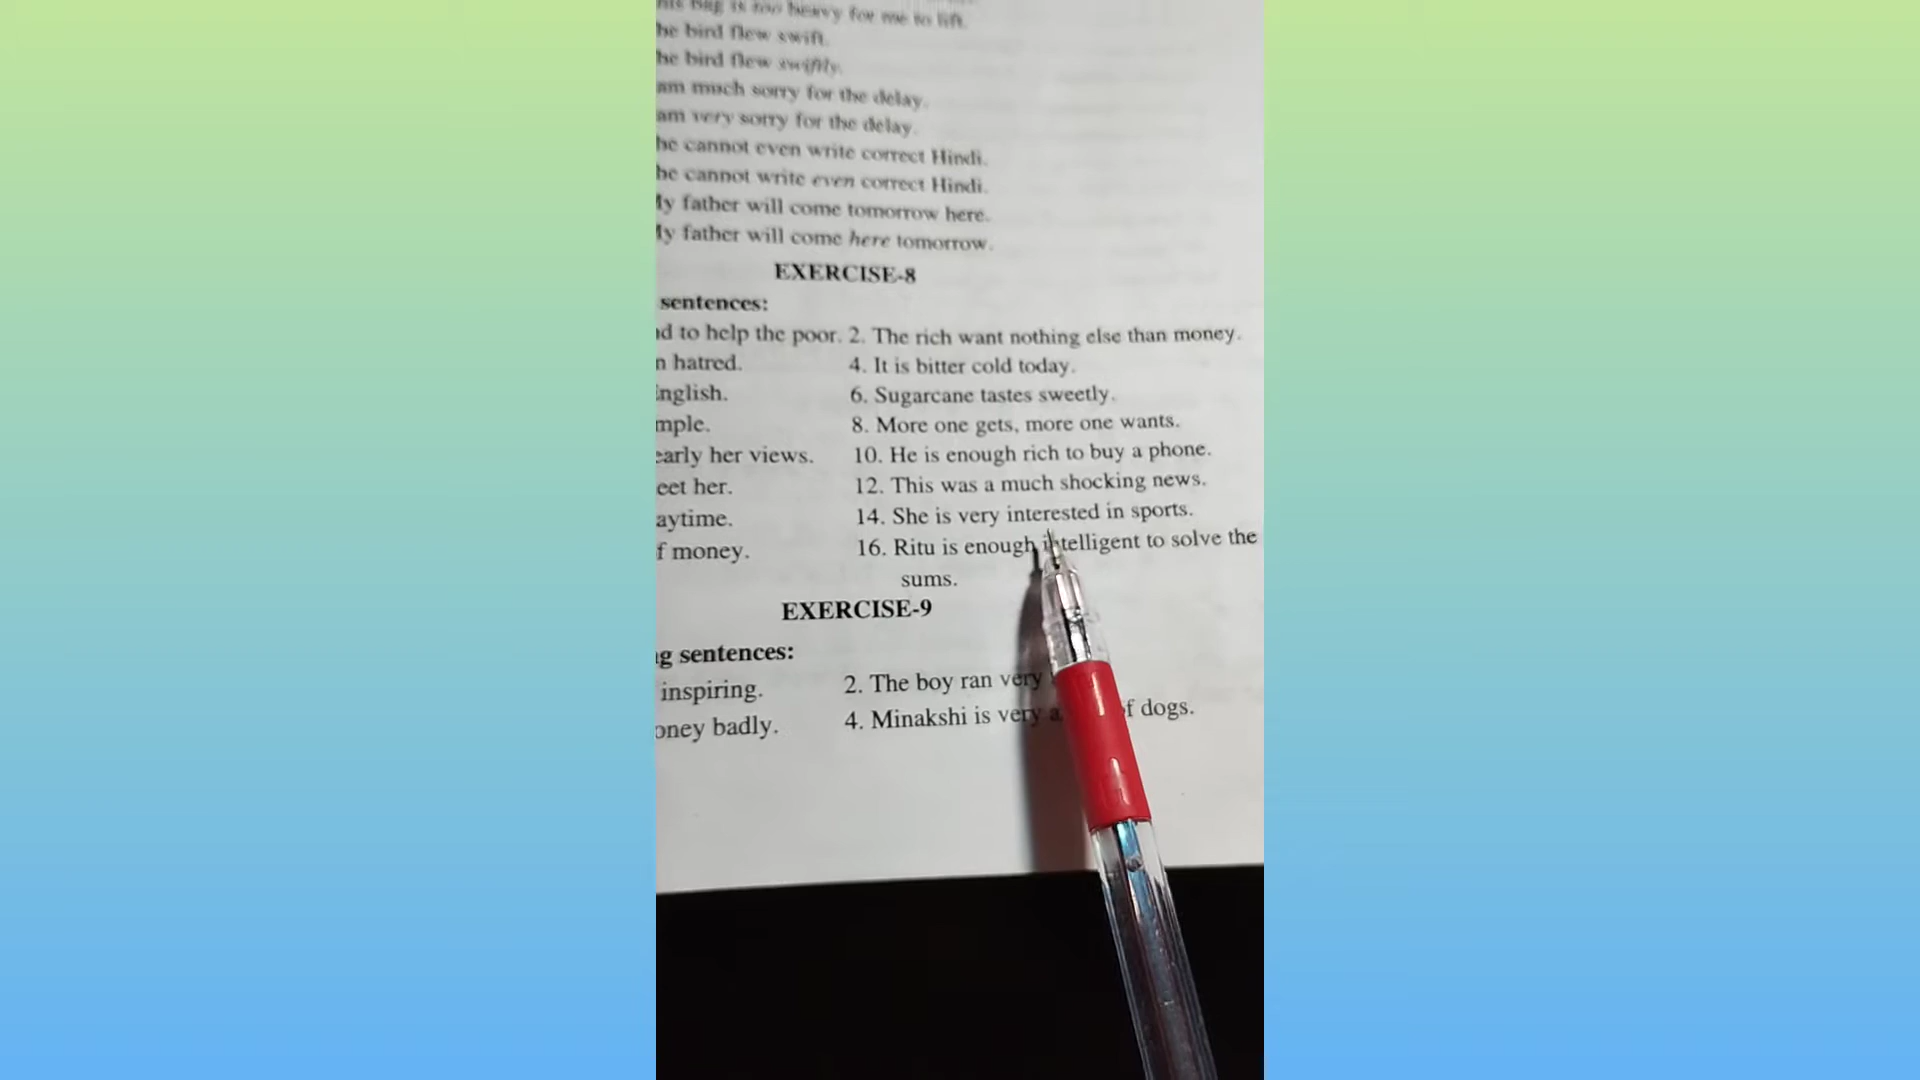 bag is too heavy for me to lift.
he bird flew swift.
he bird flew swiftly.
am much sorry for the delay.
am very sorry for the delay.
he cannot even write correct Hindi.
he cannot write even correct Hindi.
My father will come tomorrow here.
My father will come here tomorrow.
EXERCISE-8
sentences:
d to help the poor. 2. The rich want nothing else than money.
n hatred. 4. It is bitter cold today.
English. 6. Sugarcane tastes sweetly.
mple. 8. More one gets, more one wants.
early her views. 10. He is enough rich to buy a phone.
eet her. 12. This was a much shocking news.
aytime. 14. She is very interested in sports.
f money. 16. Ritu is enough intelligent to solve the
sums.
EXERCISE-9
g sentences:
inspiring. 2. The boy ran very
oney badly. 4. Minakshi is very of dogs.